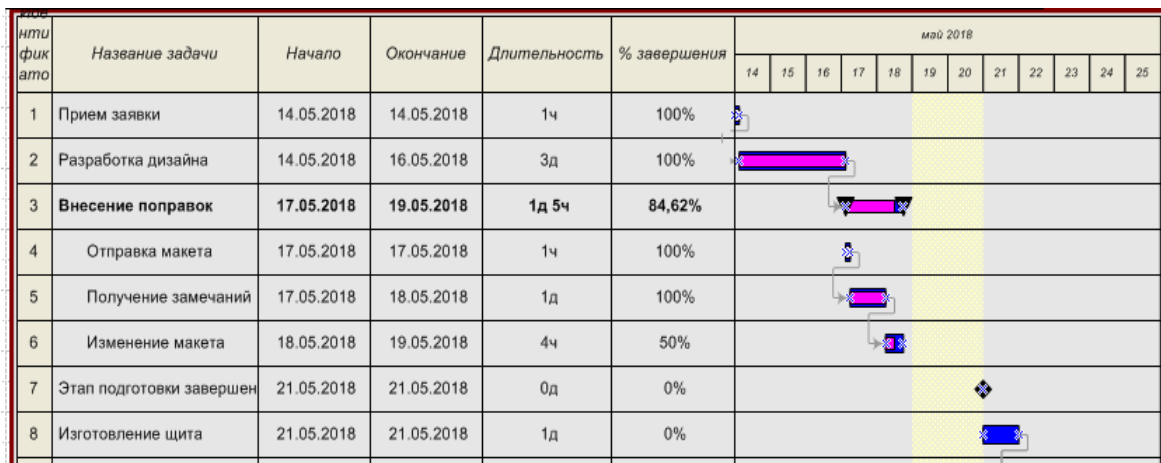 нти
фик
ато
Название задачи Начало Окончание Длительность % завершения
май 2018
14 15 16 17 18 19 20 21 22 23 24 25
1 Прием заявки 14.05.2018 14.05.2018 1ч 100%
2 Разработка дизайна 14.05.2018 16.05.2018 3д 100%
3 Внесение поправок 17.05.2018 19.05.2018 1д 5ч 84,62%
4 Отправка макета 17.05.2018 17.05.2018 1ч 100%
5 Получение замечаний 17.05.2018 18.05.2018 1д 100%
6 Изменение макета 18.05.2018 19.05.2018 4ч 50%
7 Этап подготовки завершен 21.05.2018 21.05.2018 0д 0%
8 Изготовление щита 21.05.2018 21.05.2018 1д 0%